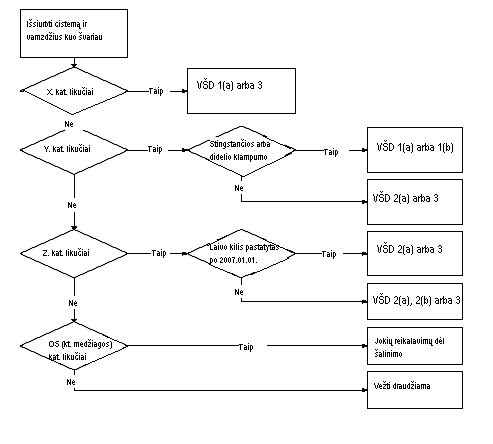 Išsiurbti cisterną ir
vamzdžius kuo švariau
X. kat. likučiai
Taip
VŠD 1(a) arba 3
Ne
Y. kat. likučiai
Taip
Stingstančios arba
didelio klampumo
Taip
VŠD 1(a) arba 1(b)
Ne
VŠD 2(a) arba 3
Ne
Z. kat. likučiai
Taip
Laivo kilis pastatytas
po 2007.01.01.
Taip
VŠD 2(a) arba 3
Ne
VŠD 2(a), 2(b) arba 3
Ne
OS (kt. medžiagos)
kat. likučiai
Taip
Jokių reikalavimų dėl
šalinimo
Ne
Vežti draudžiama